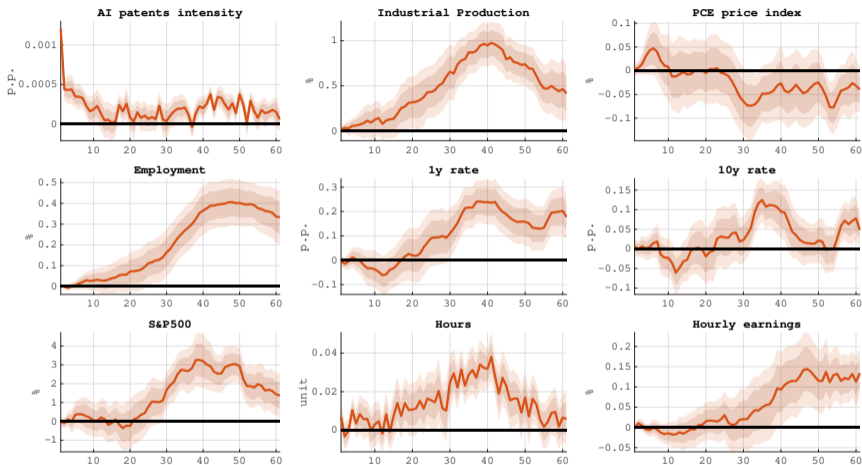 AI patents intensity
p.p.
0.001
0.0005
0
10 20 30 40 50 60
Industrial Production
%
1
0.5
0
10 20 30 40 50 60
PCE price index
%
0.1
0.05
0
-0.05
-0.1
10 20 30 40 50 60
Employment
%
0.5
0.4
0.3
0.2
0.1
0
10 20 30 40 50 60
1y rate
p.p.
0.3
0.2
0.1
0
-0.1
10 20 30 40 50 60
10y rate
p.p.
0.15
0.1
0.05
0
-0.05
-0.1
10 20 30 40 50 60
S&P500
%
4
3
2
1
0
-1
10 20 30 40 50 60
Hours
unit
0.04
0.02
0
10 20 30 40 50 60
Hourly earnings
%
0.2
0.15
0.1
0.05
0
-0.05
10 20 30 40 50 60